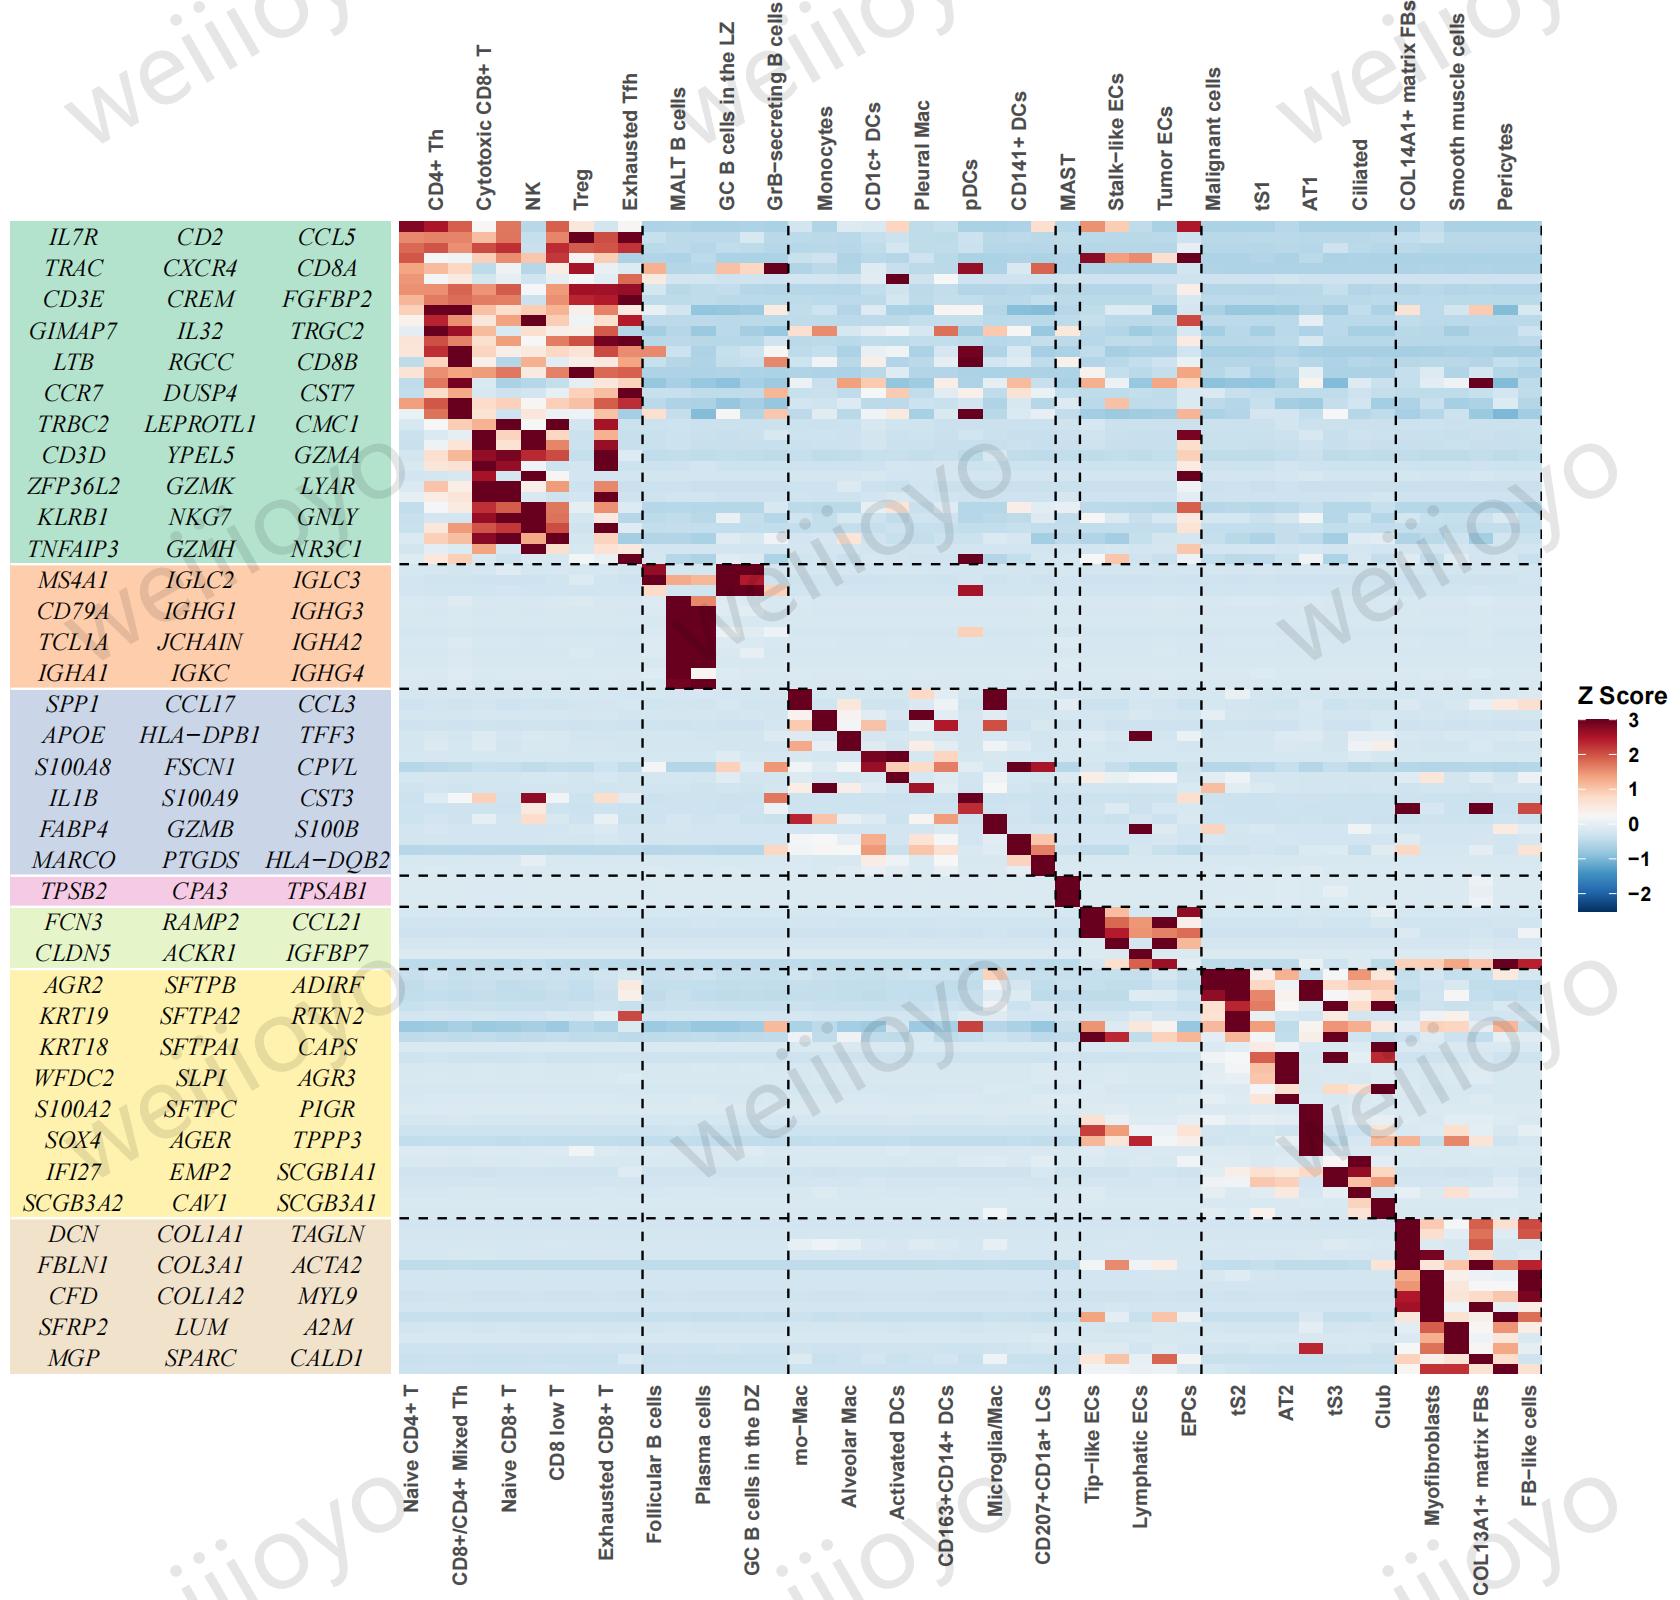 weiiioyo
weiiioyo
weiiioyo
CD4+ Th
Cytotoxic CD8+ T
NK
Treg
Exhausted Tfh
MALT B cells
GC B cells in the LZ
GrB−secreting B cells
Monocytes
CD1c+ DCs
Pleural Mac
pDCs
CD141+ DCs
MAST
Stalk−like ECs
Tumor ECs
Malignant cells
tS1
AT1
Ciliated
COL14A1+ matrix FBs
Smooth muscle cells
Pericytes
IL7R CD2 CCL5
TRAC CXCR4 CD8A
CD3E CREM FGFBP2
GIMAP7 IL32 TRGC2
LTB RGCC CD8B
CCR7 DUSP4 CST7
TRBC2 LEPROTL1 CMC1
CD3D YPEL5 GZMA
ZFP36L2 GZMK LYAR
KLRB1 NKG7 GNLY
TNFAIP3 GZMH NR3C1
MS4A1 IGLC2 IGLC3
CD79A IGHG1 IGHG3
TCL1A JCHAIN IGHA2
IGHA1 IGKC IGHG4
SPP1 CCL17 CCL3
APOE HLA−DPB1 TFF3
S100A8 FSCN1 CPVL
IL1B S100A9 CST3
FABP4 GZMB S100B
MARCO PTGDS HLA−DQB2
TPSB2 CPA3 TPSAB1
FCN3 RAMP2 CCL21
CLDN5 ACKR1 IGFBP7
AGR2 SFTPB ADIRF
KRT19 SFTPA2 RTKN2
KRT18 SFTPA1 CAPS
WFDC2 SLPI AGR3
S100A2 SFTPC PIGR
SOX4 AGER TPPP3
IFI27 EMP2 SCGB1A1
SCGB3A2 CAV1 SCGB3A1
DCN COL1A1 TAGLN
FBLN1 COL3A1 ACTA2
CFD COL1A2 MYL9
SFRP2 LUM A2M
MGP SPARC CALD1
weiiioyo
weiiioyo
weiiioyo
weiiioyo
weiiioyo
weiiioyo
Z Score
3
2
1
0
−1
−2
Naive CD4+ T
CD8+/CD4+ Mixed Th
Naive CD8+ T
CD8 low T
Exhausted CD8+ T
Follicular B cells
Plasma cells
GC B cells in the DZ
mo−Mac
Alveolar Mac
Activated DCs
CD163+CD14+ DCs
Microglia/Mac
CD207+CD1a+ LCs
Tip−like ECs
Lymphatic ECs
EPCs
tS2
AT2
tS3
Club
Myofibroblasts
COL13A1+ matrix FBs
FB−like cells
iiioyo
iiioyo
iiioyo